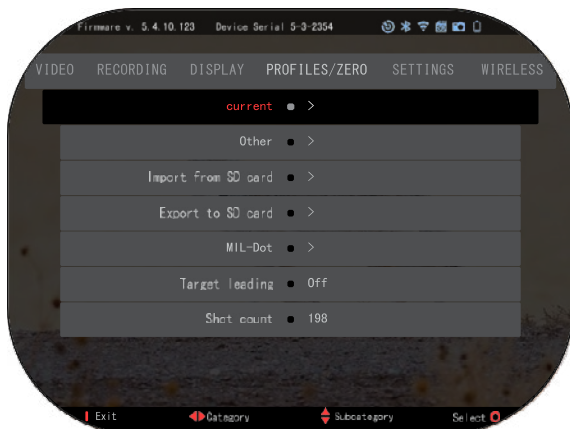 Firmware v. 5.4.10.123 Device Serial 5-3-2354
VIDEO RECORDING DISPLAY PROFILES/ZERO SETTINGS WIRELESS
current >
Other >
Import from SD card >
Export to SD card >
MIL-Dot >
Target leading Off
Shot count 198
Exit Category Subcategory Select